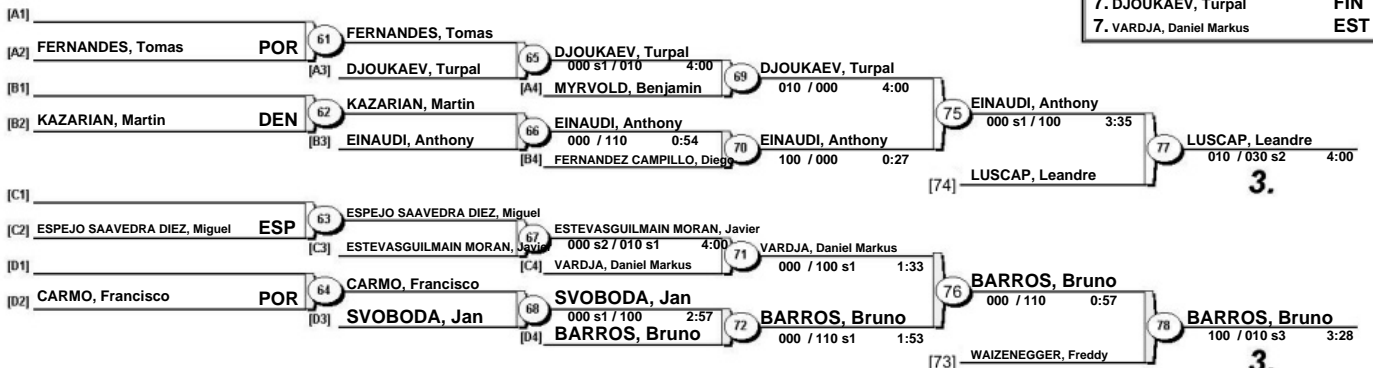 7. DJOUKAEV, Turpal FIN
7. VARDJA, Daniel Markus EST
[A1]
[A2] FERNANDES, Tomas POR
61
FERNANDES, Tomas
[A3] DJOUKAEV, Turpal
65
DJOUKAEV, Turpal
000 s1 / 010 4:00
[A4] MYRVOLD, Benjamin
69
DJOUKAEV, Turpal
010 / 000 4:00
[B1]
[B2] KAZARIAN, Martin DEN
62
KAZARIAN, Martin
[B3] EINAUDI, Anthony
66
EINAUDI, Anthony
000 / 110 0:54
[B4] FERNANDEZ CAMPILLO, Diego
70
EINAUDI, Anthony
100 / 000 0:27
75
EINAUDI, Anthony
000 s1 / 100 3:35
[74] LUSCAP, Leandre
77
LUSCAP, Leandre
010 / 030 s2 4:00
3.
[C1]
[C2] ESPEJO SAAVEDRA DIEZ, Miguel ESP
63
ESPEJO SAAVEDRA DIEZ, Miguel
[C3] ESTEVASGUILMAIN MORAN, Javier
67
ESTEVASGUILMAIN MORAN, Javier
000 s2 / 010 s1 4:00
[C4] VARDJA, Daniel Markus
71
VARDJA, Daniel Markus
000 / 100 s1 1:33
[D1]
[D2] CARMO, Francisco POR
64
CARMO, Francisco
[D3] SVOBODA, Jan
68
SVOBODA, Jan
000 s1 / 100 2:57
[D4] BARROS, Bruno
72
BARROS, Bruno
000 / 110 s1 1:53
76
BARROS, Bruno
000 / 110 0:57
[73] WAIZENEGGER, Freddy
78
BARROS, Bruno
100 / 010 s3 3:28
3.